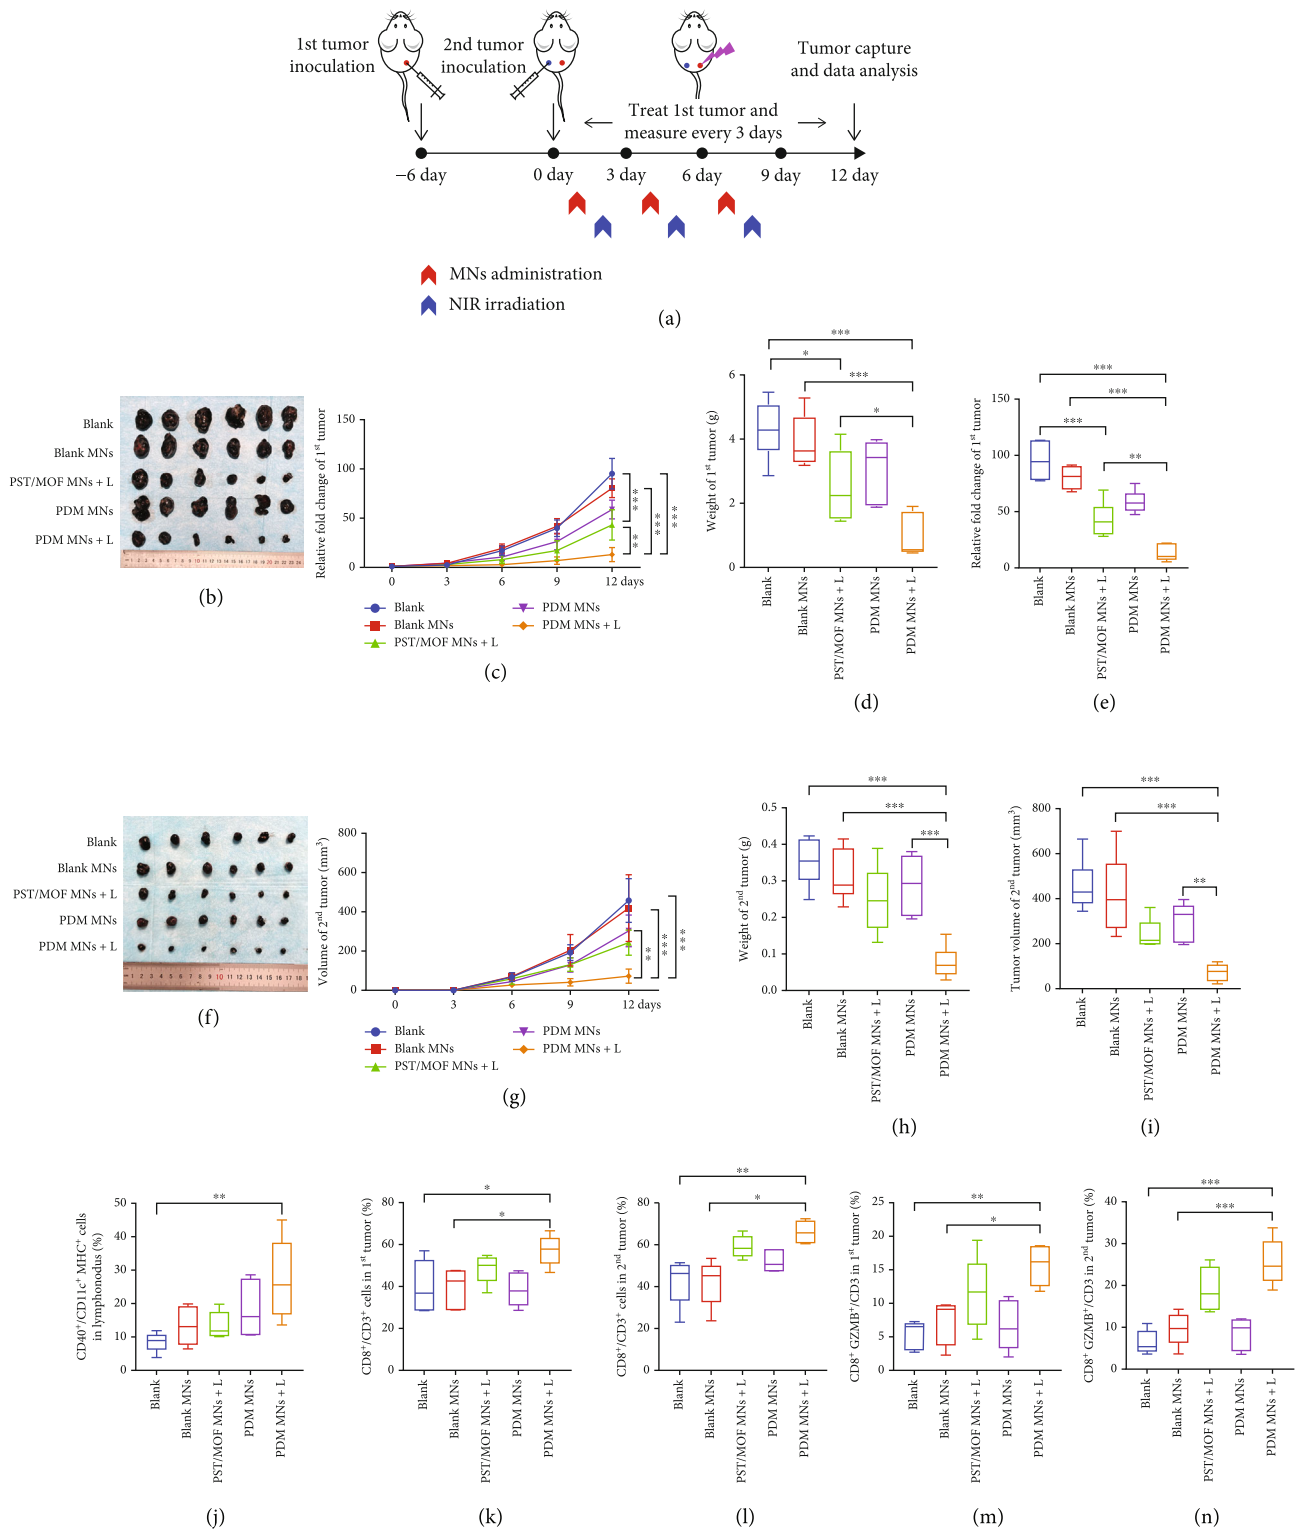 1st tumor
inoculation
2nd tumor
inoculation
Tumor capture
and data analysis
Treat 1st tumor and
measure every 3 days
−6 day
0 day
3 day
6 day
9 day
12 day
MNs administration
NIR irradiation
(a)
Blank
Blank MNs
PST/MOF MNs + L
PDM MNs
PDM MNs + L
(b)
Relative fold change of 1st tumor
150
100
50
0
0
3
6
9
12 days
***
**
***
***
Blank
Blank MNs
PST/MOF MNs + L
PDM MNs
PDM MNs + L
(c)
Weight of 1st tumor (g)
6
4
2
0
***
*
***
*
Blank
Blank MNs
PST/MOF MNs + L
PDM MNs
PDM MNs + L
(d)
Relative fold change of 1st tumor
150
100
50
0
***
***
***
**
Blank
Blank MNs
PST/MOF MNs + L
PDM MNs
PDM MNs + L
(e)
Blank
Blank MNs
PST/MOF MNs + L
PDM MNs
PDM MNs + L
(f)
Volume of 2nd tumor (mm3)
800
600
400
200
0
0
3
6
9
12 days
**
***
***
Blank
Blank MNs
PST/MOF MNs + L
PDM MNs
PDM MNs + L
(g)
Weight of 2nd tumor (g)
0.5
0.4
0.3
0.2
0.1
0.0
***
***
***
Blank
Blank MNs
PST/MOF MNs + L
PDM MNs
PDM MNs + L
(h)
Tumor volume of 2nd tumor (mm3)
800
600
400
200
0
***
***
**
Blank
Blank MNs
PST/MOF MNs + L
PDM MNs
PDM MNs + L
(i)
CD40+/CD11c+ MHC+ cells
in lymphonodus (%)
50
40
30
20
10
0
**
Blank
Blank MNs
PST/MOF MNs + L
PDM MNs
PDM MNs + L
(j)
CD8+/CD3+ cells in 1st tumor (%)
80
60
40
20
0
*
*
Blank
Blank MNs
PST/MOF MNs + L
PDM MNs
PDM MNs + L
(k)
CD8+/CD3+ cells in 2nd tumor (%)
80
60
40
20
0
**
*
Blank
Blank MNs
PST/MOF MNs + L
PDM MNs
PDM MNs + L
(l)
CD8+ GZMB+/CD3 in 1st tumor (%)
25
20
15
10
5
0
**
*
Blank
Blank MNs
PST/MOF MNs + L
PDM MNs
PDM MNs + L
(m)
CD8+ GZMB+/CD3 in 2nd tumor (%)
40
30
20
10
0
***
***
Blank
Blank MNs
PST/MOF MNs + L
PDM MNs
PDM MNs + L
(n)